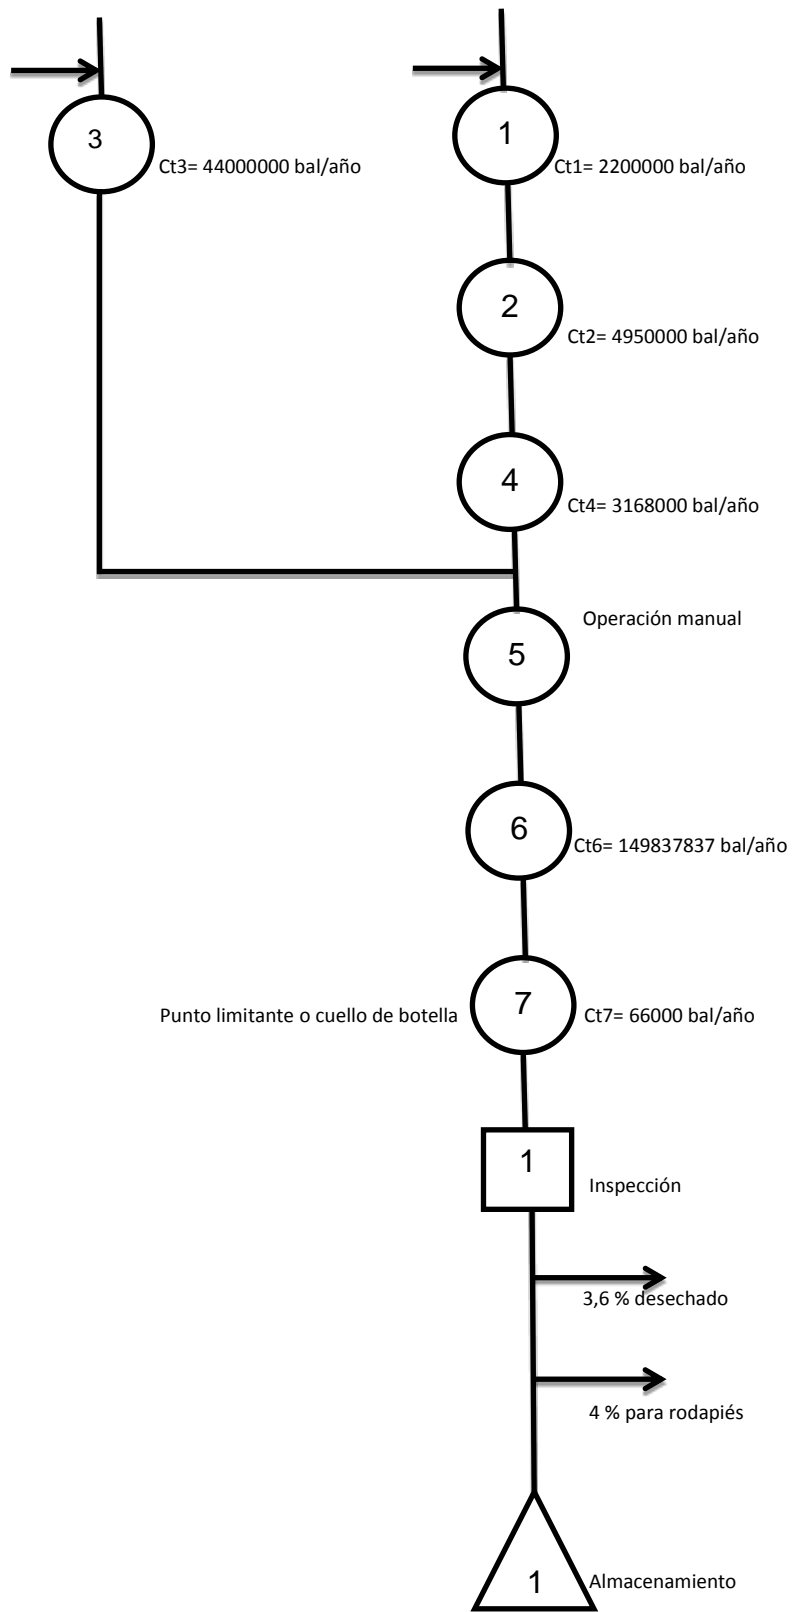 3
Ct3= 44000000 bal/año
1
Ct1= 2200000 bal/año
2
Ct2= 4950000 bal/año
4
Ct4= 3168000 bal/año
Operación manual
5
6
Ct6= 149837837 bal/año
Punto limitante o cuello de botella
7
Ct7= 66000 bal/año
1
Inspección
3,6 % desechado
4 % para rodapiés
1
Almacenamiento